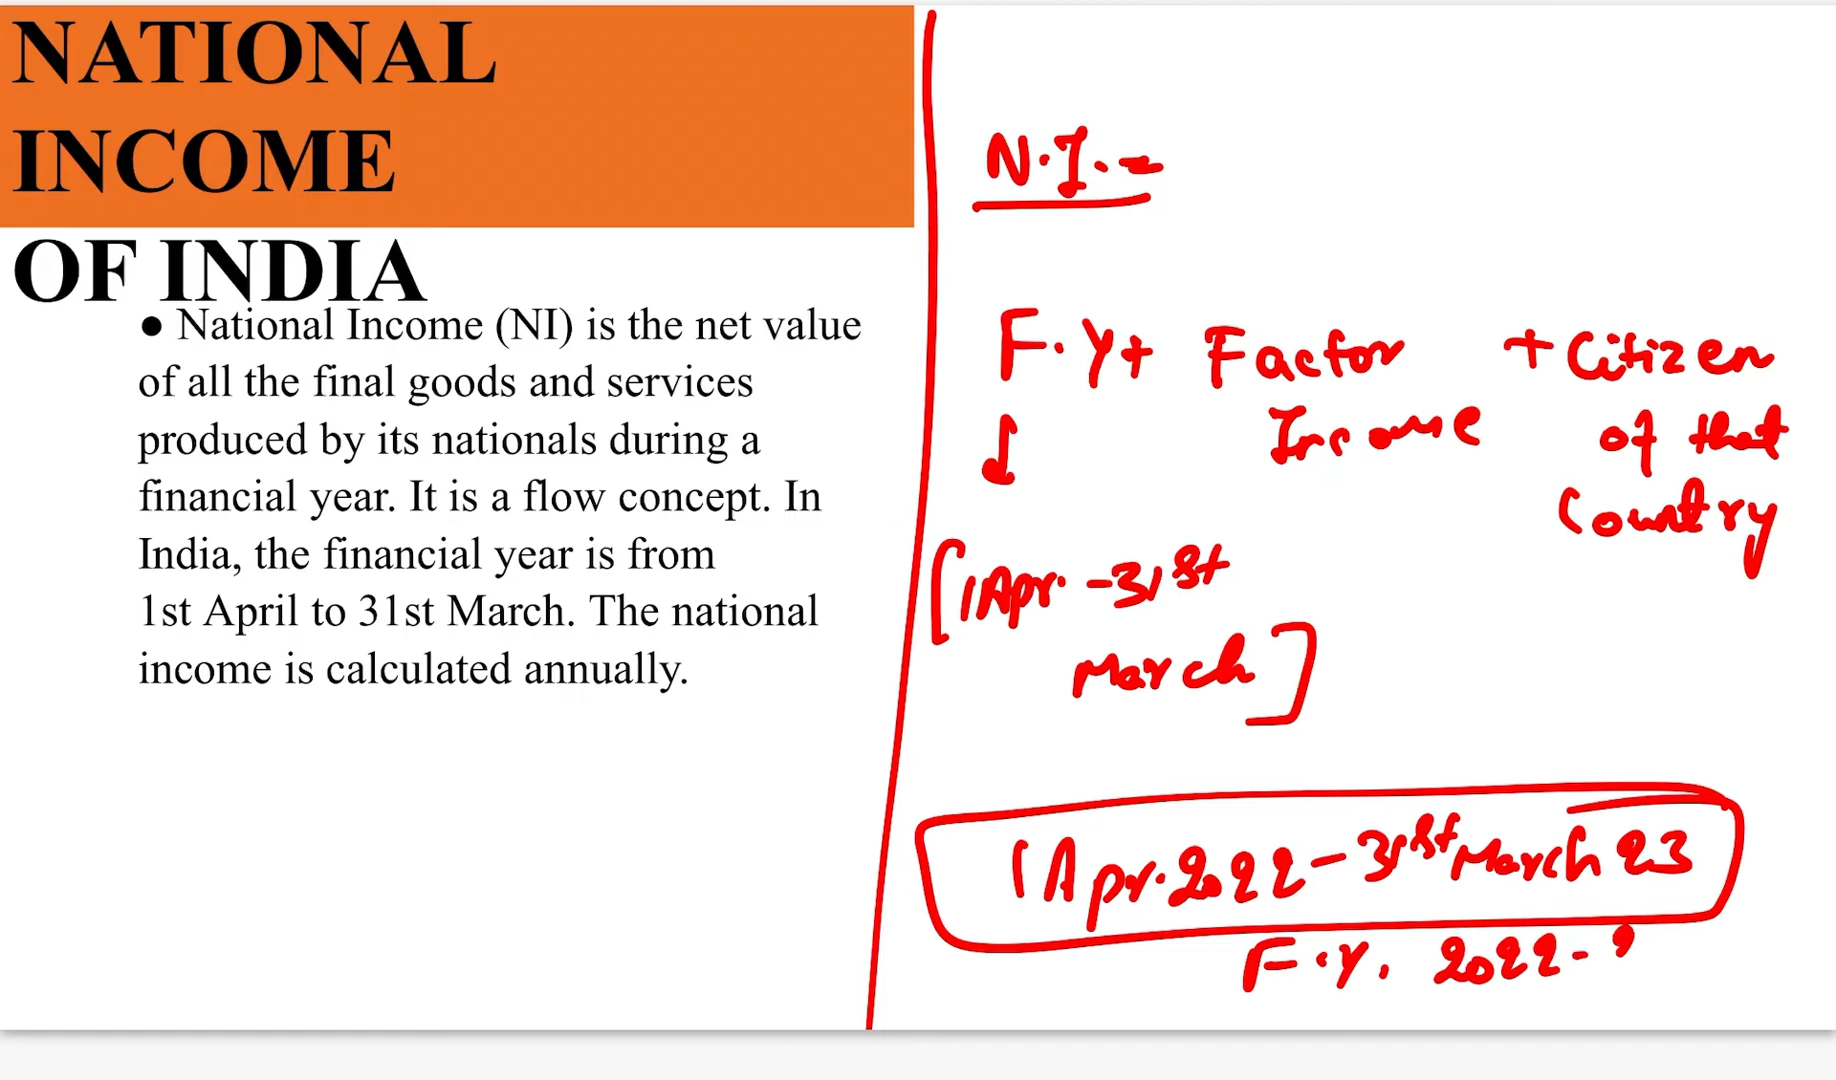 NATIONAL
INCOME
OF INDIA
● National Income (NI) is the net value
of all the final goods and services
produced by its nationals during a
financial year. It is a flow concept. In
India, the financial year is from
1st April to 31st March. The national
income is calculated annually.
N.I. =
F.Y + Factor + Citizen
Income of that
Country
[1 Apr. - 31st
March]
1 Apr. 2022 - 31st March 23
F.Y. 2022-